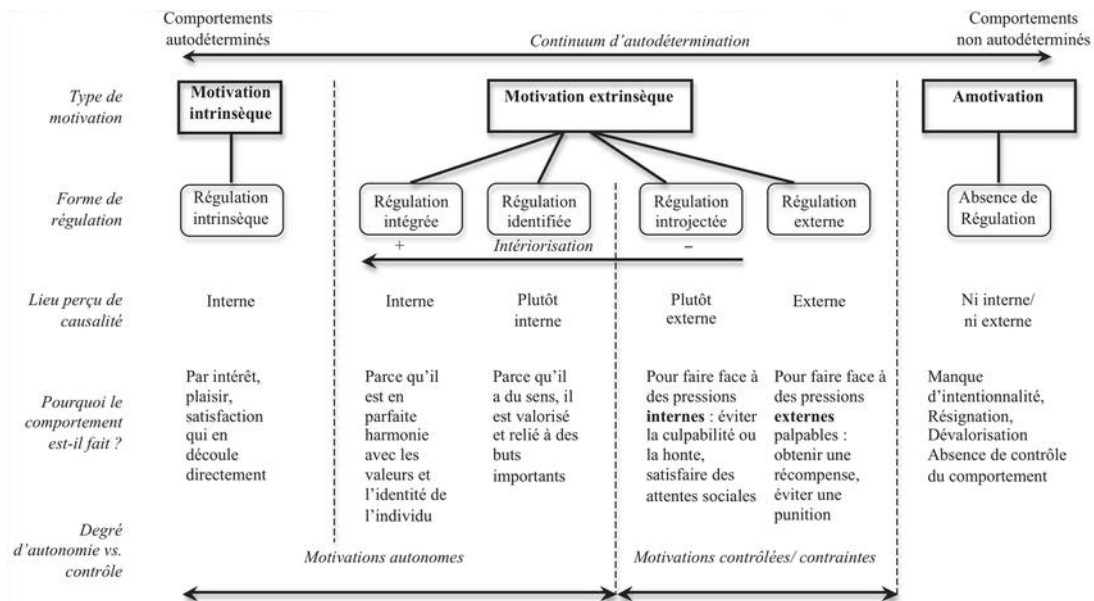 Comportements
autodéterminés
Continuum d'autodétermination
Comportements
non autodéterminés
Type de
motivation
Motivation
intrinsèque
Motivation extrinsèque
Amotivation
Forme de
régulation
Régulation
intrinsèque
Régulation
intégrée
Régulation
identifiée
Régulation
introjectée
Régulation
externe
Absence de
Régulation
+
Intériorisation
–
Lieu perçu de
causalité
Interne
Interne
Plutôt
interne
Plutôt
externe
Externe
Ni interne/
ni externe
Pourquoi le
comportement
est-il fait ?
Par intérêt,
plaisir,
satisfaction
qui en
découle
directement
Parce qu'il
est en
parfaite
harmonie
avec les
valeurs et
l'identité de
l'individu
Parce qu'il
a du sens, il
est valorisé
et relié à des
buts
importants
Pour faire face à
des pressions
internes : éviter
la culpabilité ou
la honte,
satisfaire des
attentes sociales
Pour faire face à
des pressions
externes
palpables :
obtenir une
récompense,
éviter une
punition
Manque
d'intentionnalité,
Résignation,
Dévalorisation
Absence de contrôle
du comportement
Degré
d'autonomie vs.
contrôle
Motivations autonomes
Motivations contrôlées/ contraintes